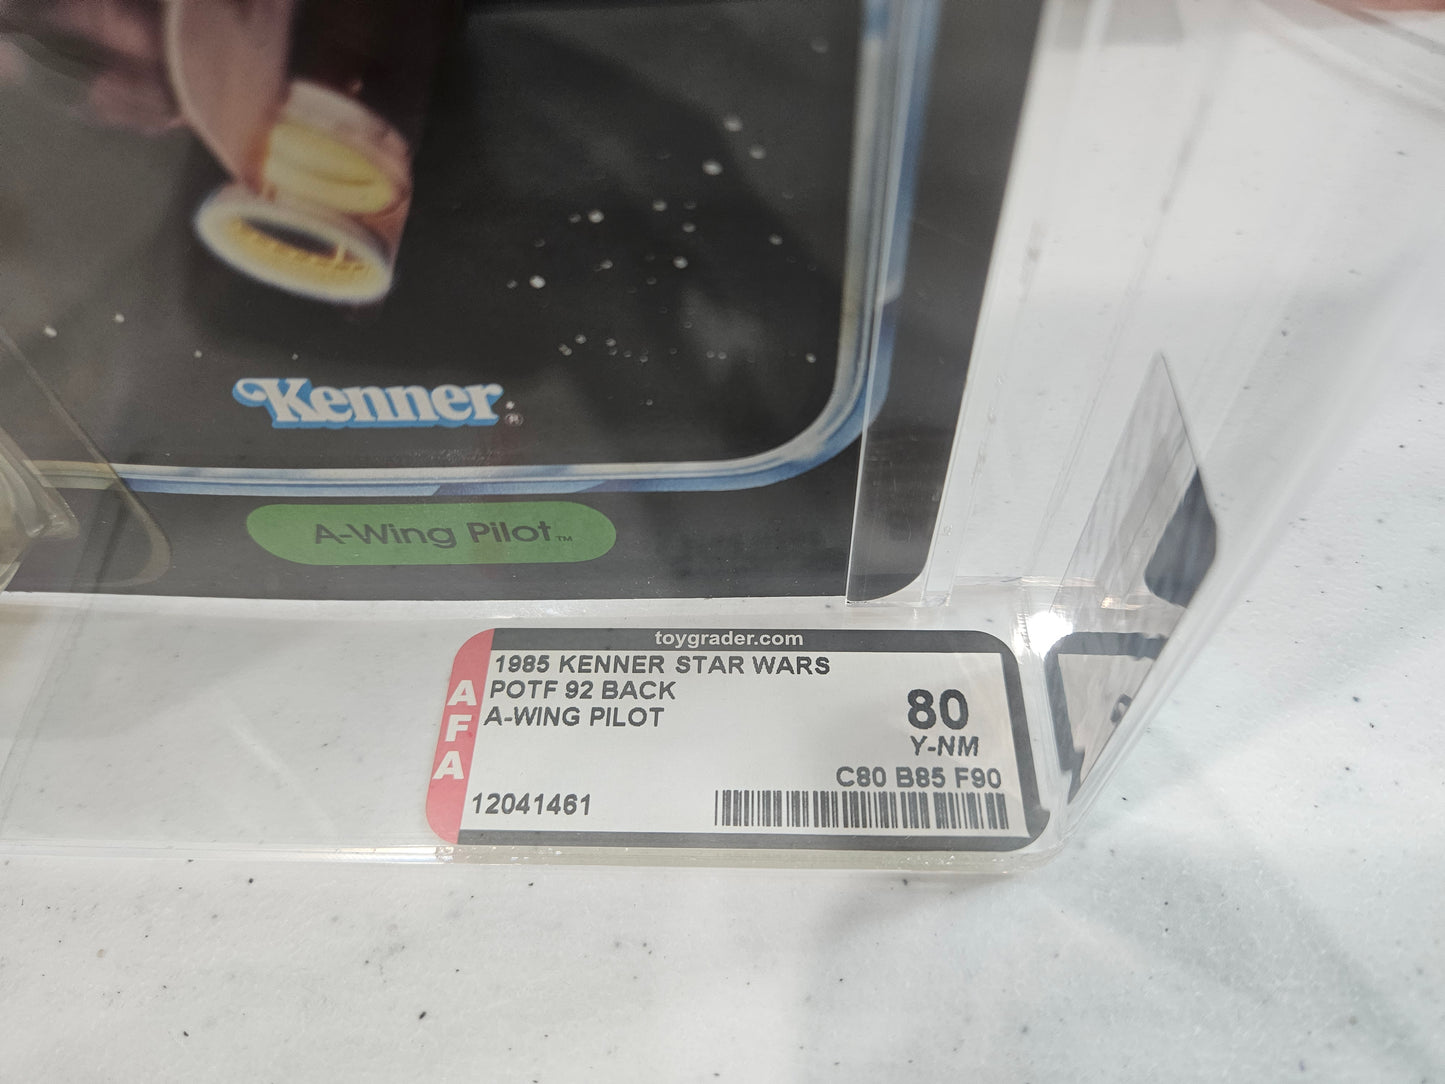 Kenner®
A-Wing Pilot™
toygrader.com
1985 KENNER STAR WARS
POTF 92 BACK
A-WING PILOT
80
Y-NM
C80 B85 F90
12041461
AFA